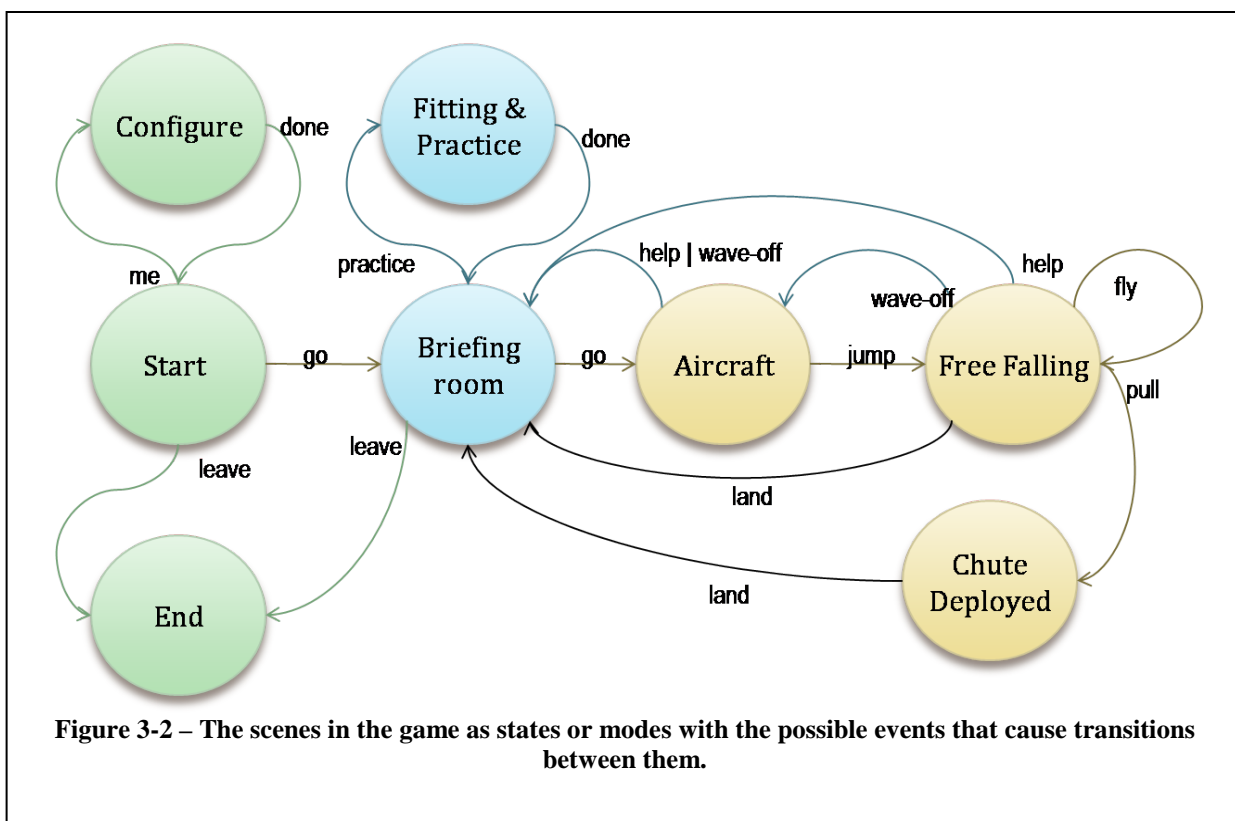 Configure
done
Fitting &
Practice
done
me
practice
help | wave-off
help
wave-off
fly
Start
go
Briefing
room
go
Aircraft
jump
Free Falling
pull
leave
leave
land
End
land
Chute
Deployed
Figure 3-2 – The scenes in the game as states or modes with the possible events that cause transitions
between them.